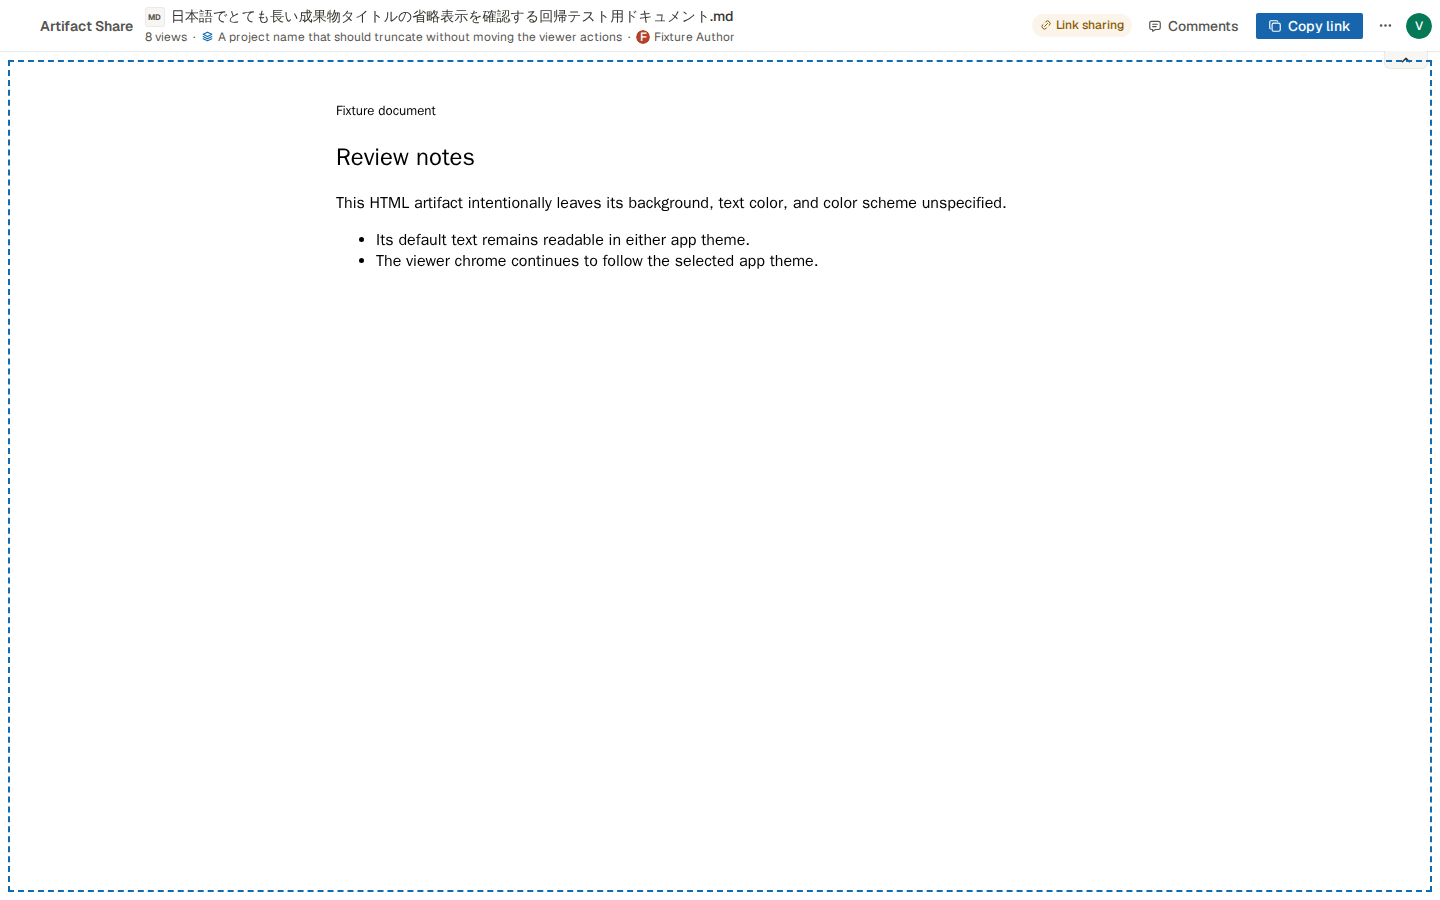 Artifact Share
MD 日本語でとても長い成果物タイトルの省略表示を確認する回帰テスト用ドキュメント.md
8 views · A project name that should truncate without moving the viewer actions · F Fixture Author
Link sharing
Comments
Copy link
V
Fixture document
Review notes
This HTML artifact intentionally leaves its background, text color, and color scheme unspecified.
• Its default text remains readable in either app theme.
• The viewer chrome continues to follow the selected app theme.